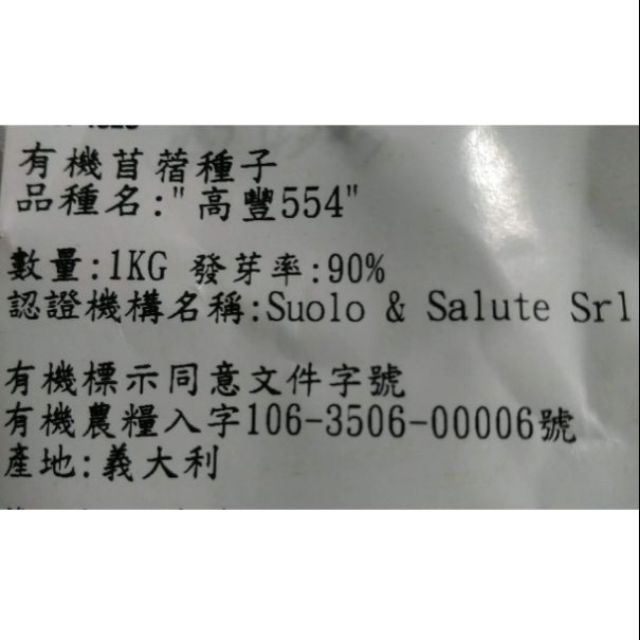 有機苜蓿種子
品種名:"高豐554"
數量:1KG 發芽率:90%
認證機構名稱:Suolo & Salute Srl
有機標示同意文件字號
有機農糧入字106-3506-00006號
產地:義大利